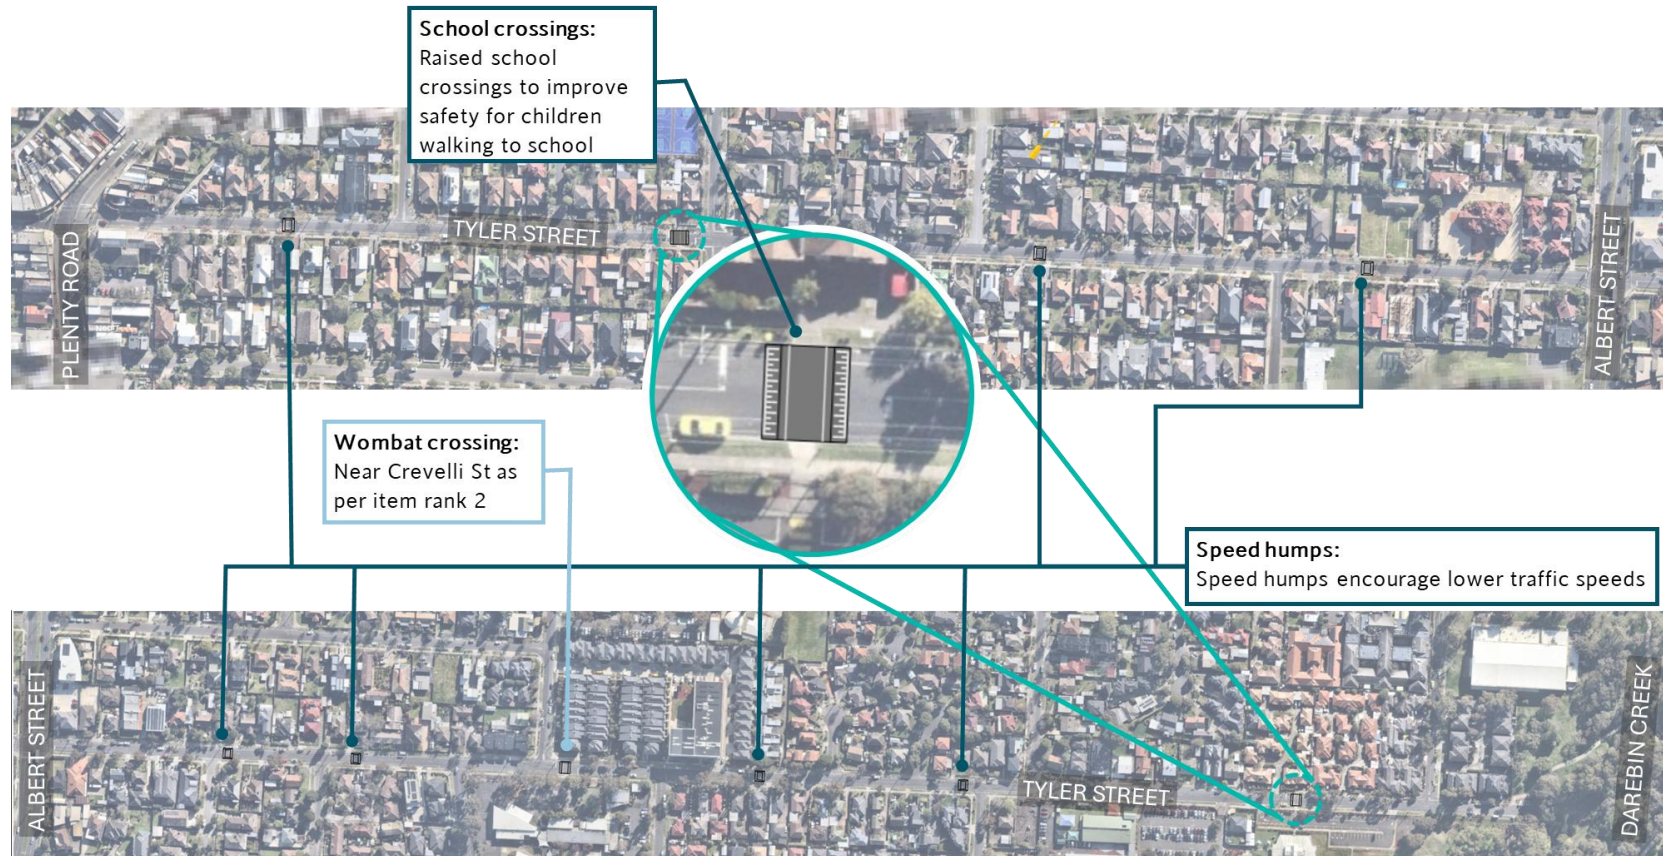 School crossings:
Raised school
crossings to improve
safety for children
walking to school
TYLER STREET
PLENTY ROAD
ALBERT STREET
Wombat crossing:
Near Crevelli St as
per item rank 2
Speed humps:
Speed humps encourage lower traffic speeds
ALBERT STREET
TYLER STREET
DAREBIN CREEK